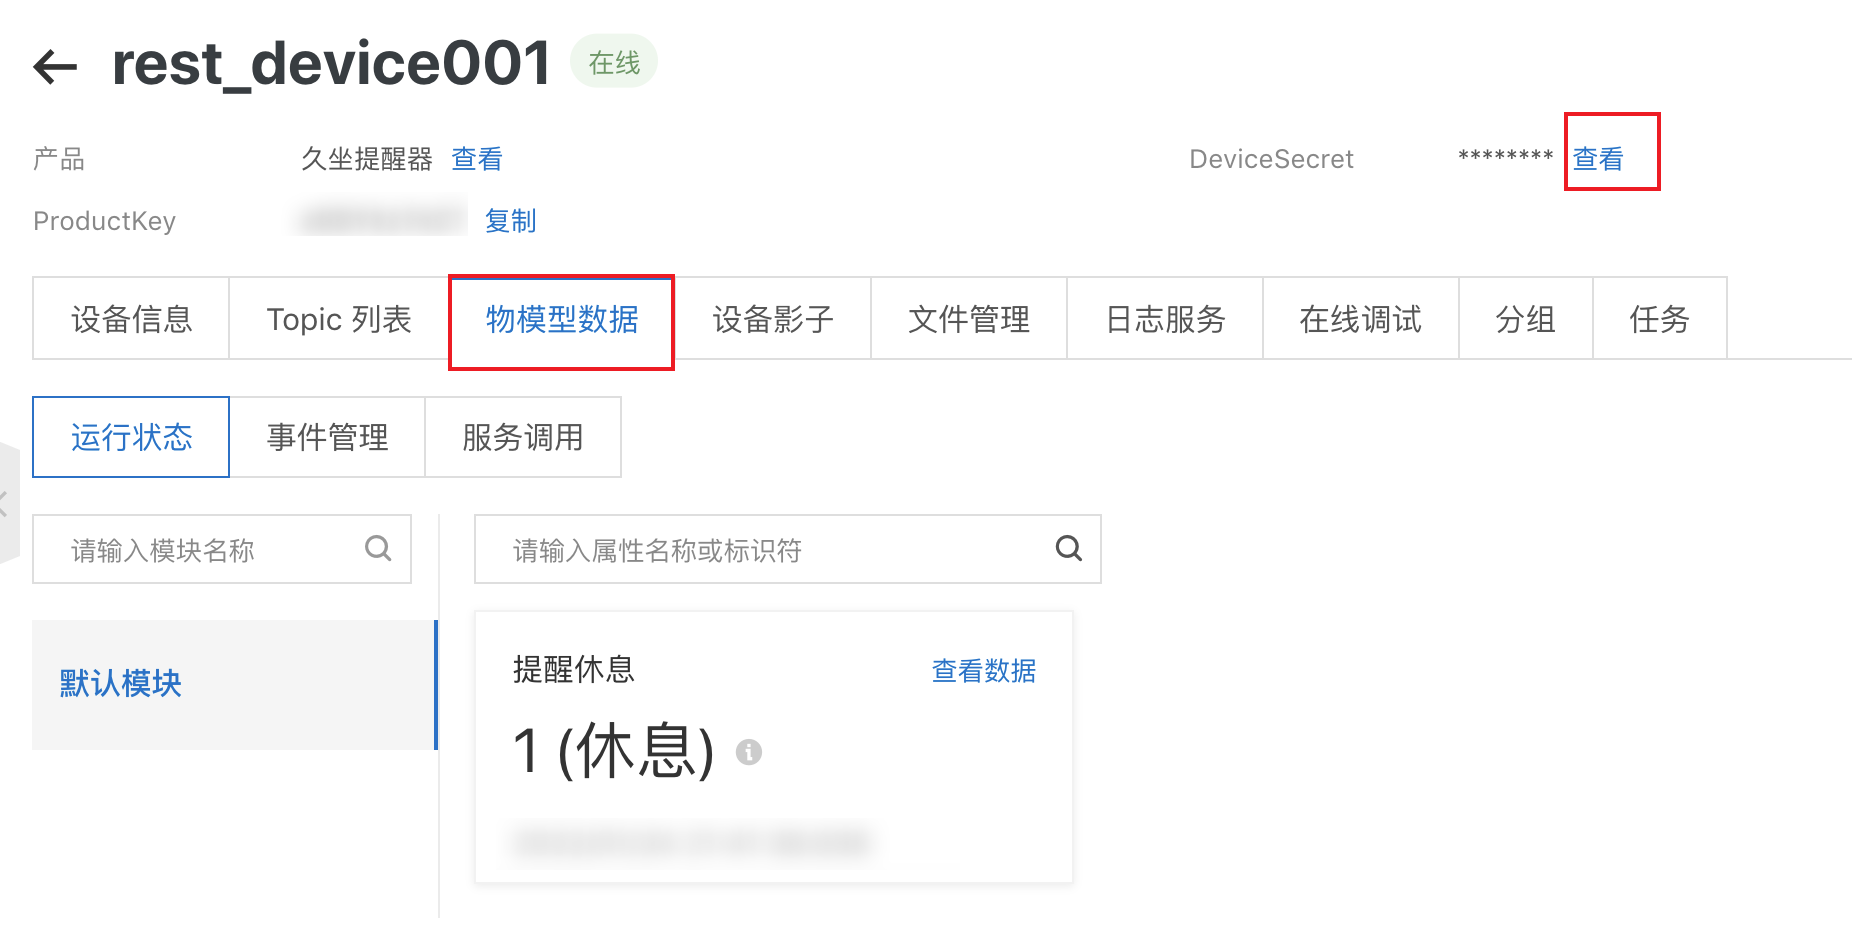 rest_device001 在线
产品 久坐提醒器 查看 DeviceSecret ******** 查看
ProductKey 复制
设备信息 Topic 列表 物模型数据 设备影子 文件管理 日志服务 在线调试 分组 任务
运行状态 事件管理 服务调用
请输入模块名称 请输入属性名称或标识符
默认模块
提醒休息 查看数据
1 (休息)